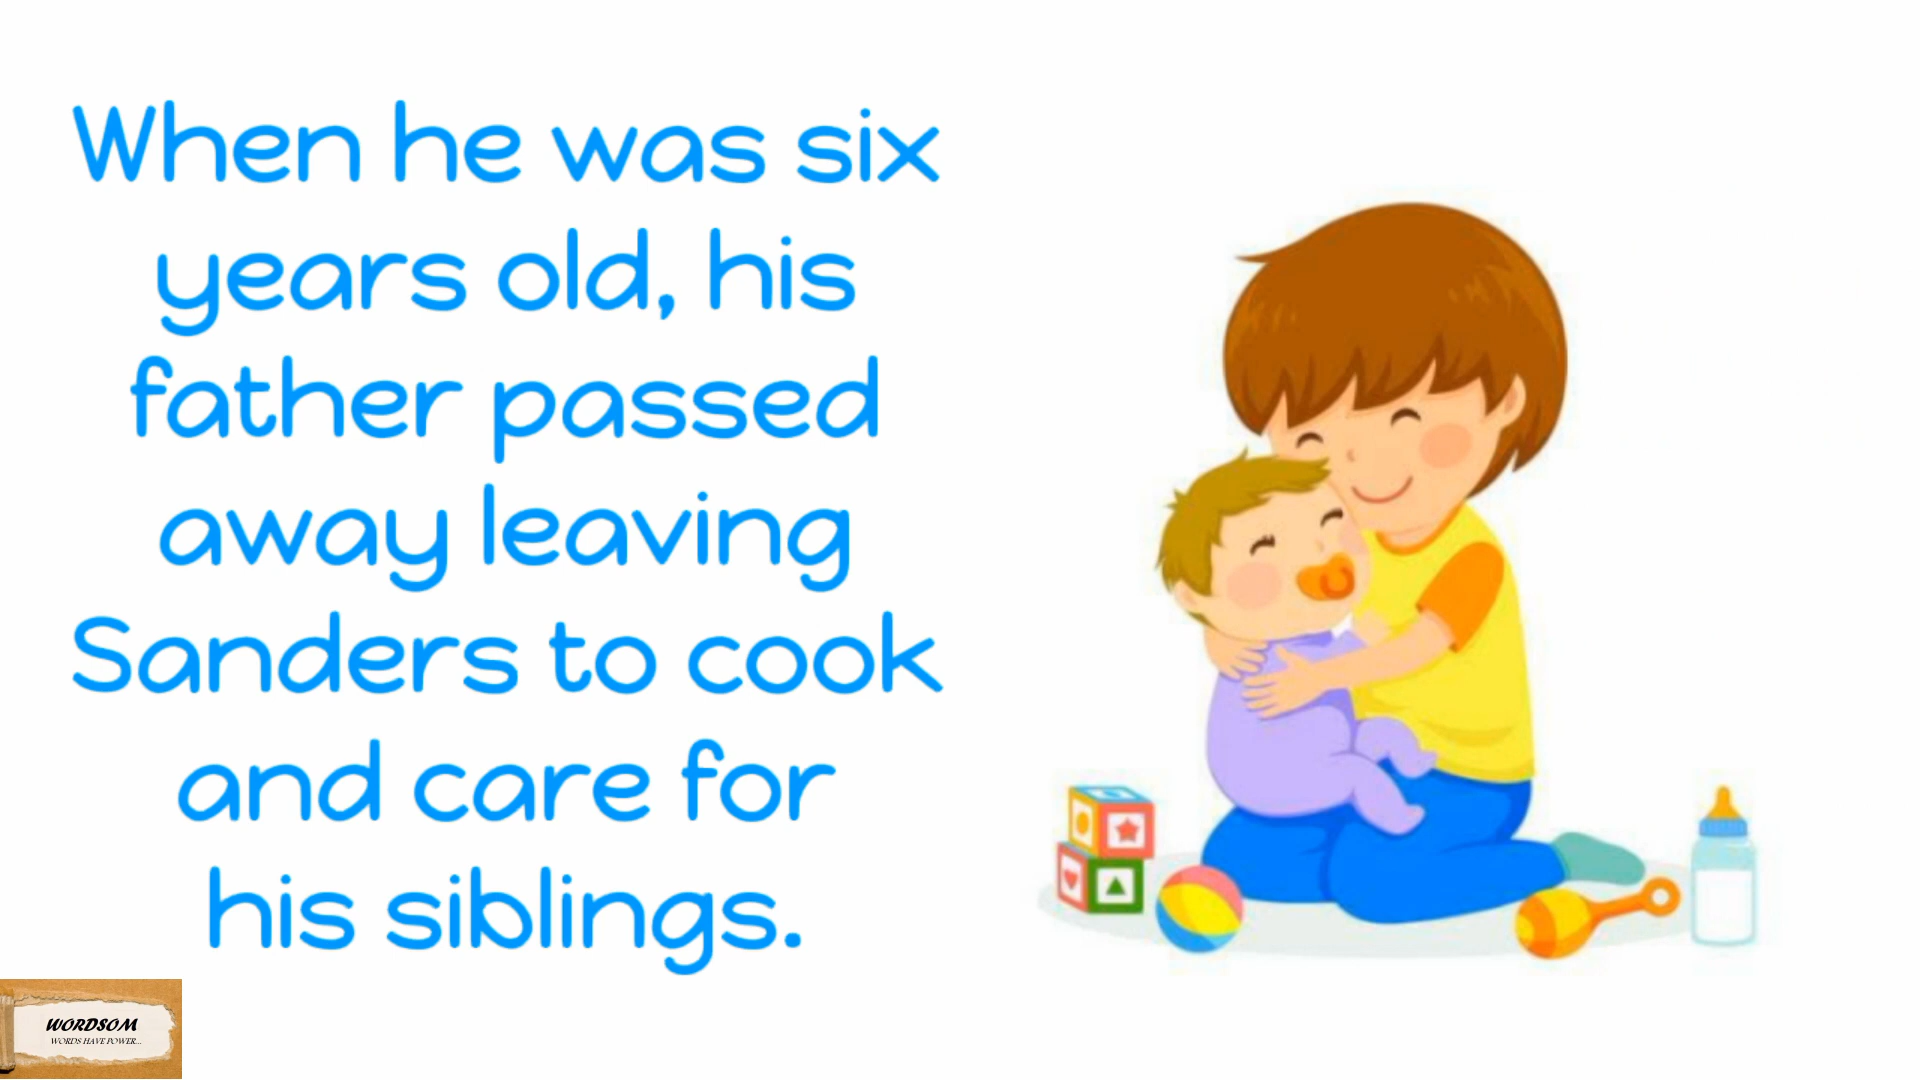 When he was six
years old, his
father passed
away leaving
Sanders to cook
and care for
his siblings.
WORDSOM
WORDS HAVE POWER...